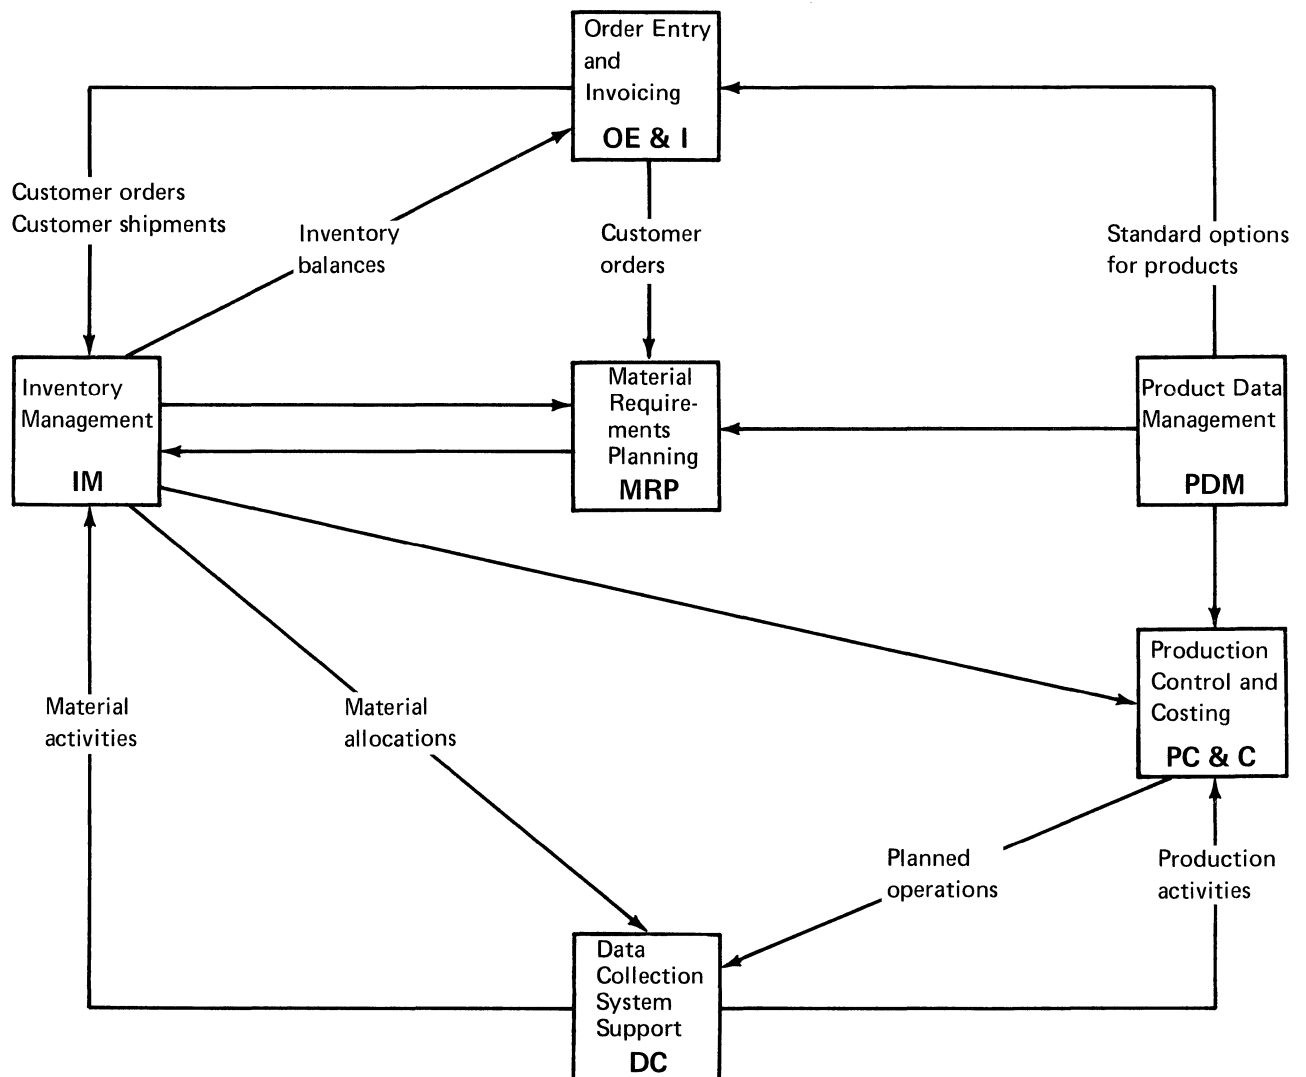 Order Entry
and
Invoicing
OE & I
Customer orders
Customer shipments
Inventory
balances
Customer
orders
Standard options
for products
Inventory
Management
IM
Material
Require-
ments
Planning
MRP
Product Data
Management
PDM
Production
Control and
Costing
PC & C
Material
activities
Material
allocations
Planned
operations
Production
activities
Data
Collection
System
Support
DC